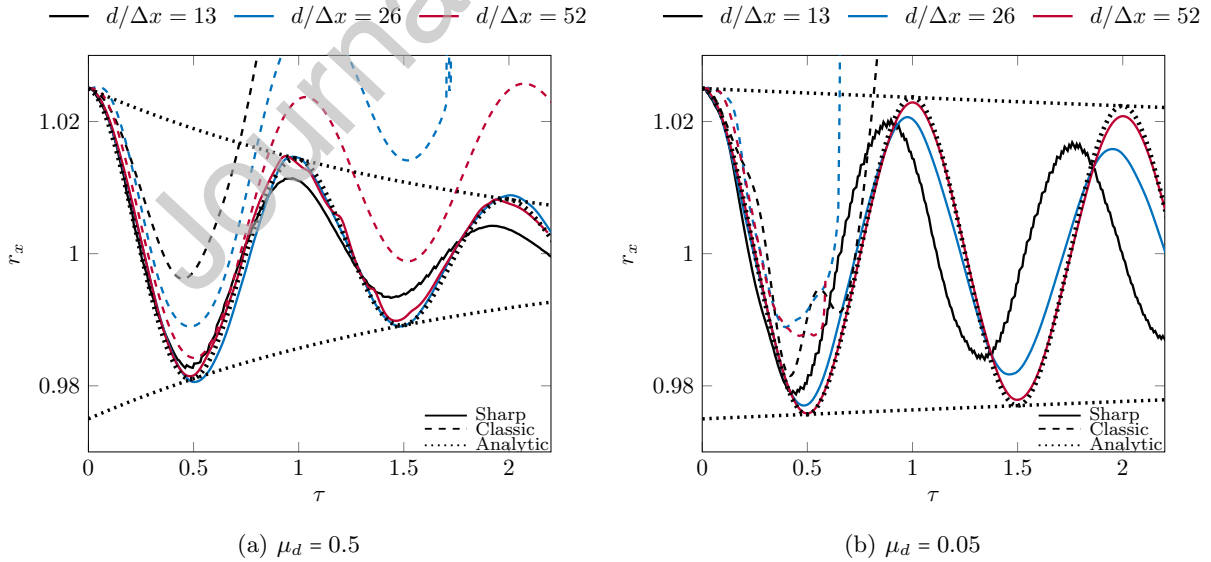 d/Δx = 13 d/Δx = 26 d/Δx = 52
1.02
1
0.98
r_x
0 0.5 1 1.5 2
τ
Sharp
Classic
Analytic
(a) μ_d = 0.5
d/Δx = 13 d/Δx = 26 d/Δx = 52
1.02
1
0.98
r_x
0 0.5 1 1.5 2
τ
Sharp
Classic
Analytic
(b) μ_d = 0.05
Journa